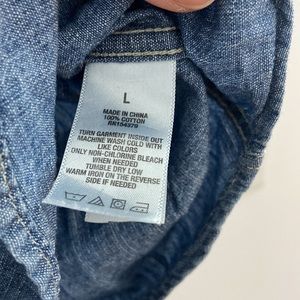 L
MADE IN CHINA
100% COTTON
RN154379
TURN GARMENT INSIDE OUT
MACHINE WASH COLD WITH
LIKE COLORS
ONLY NON-CHLORINE BLEACH
WHEN NEEDED
TUMBLE DRY LOW
WARM IRON ON THE REVERSE
SIDE IF NEEDED